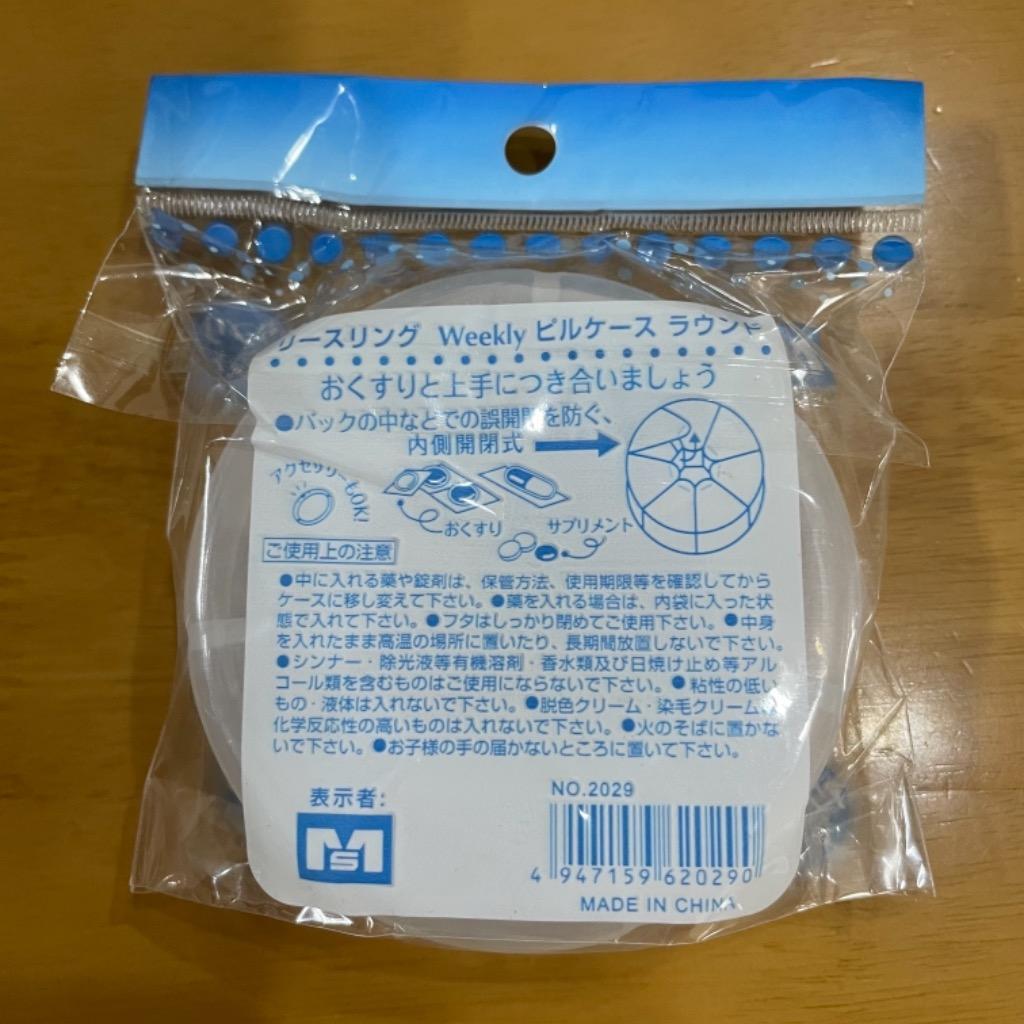 リースリング Weekly ピルケース ラウンド
おくすりと上手につき合いましょう
●バックの中などでの誤開閉を防ぐ、
内側開閉式
アクセサリーもOK!
おくすり
サプリメント
ご使用上の注意
●中に入れる薬や錠剤は、保管方法、使用期限等を確認してから
ケースに移し変えて下さい。●薬を入れる場合は、内袋に入った状
態で入れて下さい。●フタはしっかり閉めてご使用下さい。●中身
を入れたまま高温の場所に置いたり、長期間放置しないで下さい。
●シンナー・除光液等有機溶剤・香水類及び日焼け止め等アル
コール類を含むものはご使用にならないで下さい。●粘性の低い
もの・液体は入れないで下さい。●脱色クリーム・染毛クリーム
化学反応性の高いものは入れないで下さい。●火のそばに置かな
いで下さい。●お子様の手の届かないところに置いて下さい。
表示者:
MS
NO.2029
4 947159 620290
MADE IN CHINA